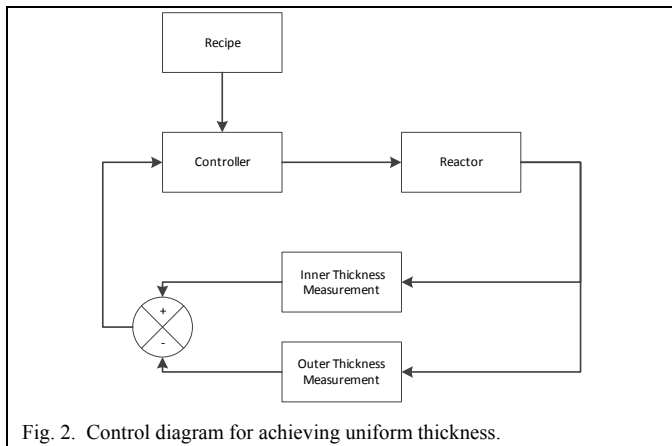 Recipe
Controller
Reactor
Inner Thickness
Measurement
+
-
Outer Thickness
Measurement
Fig. 2.  Control diagram for achieving uniform thickness.